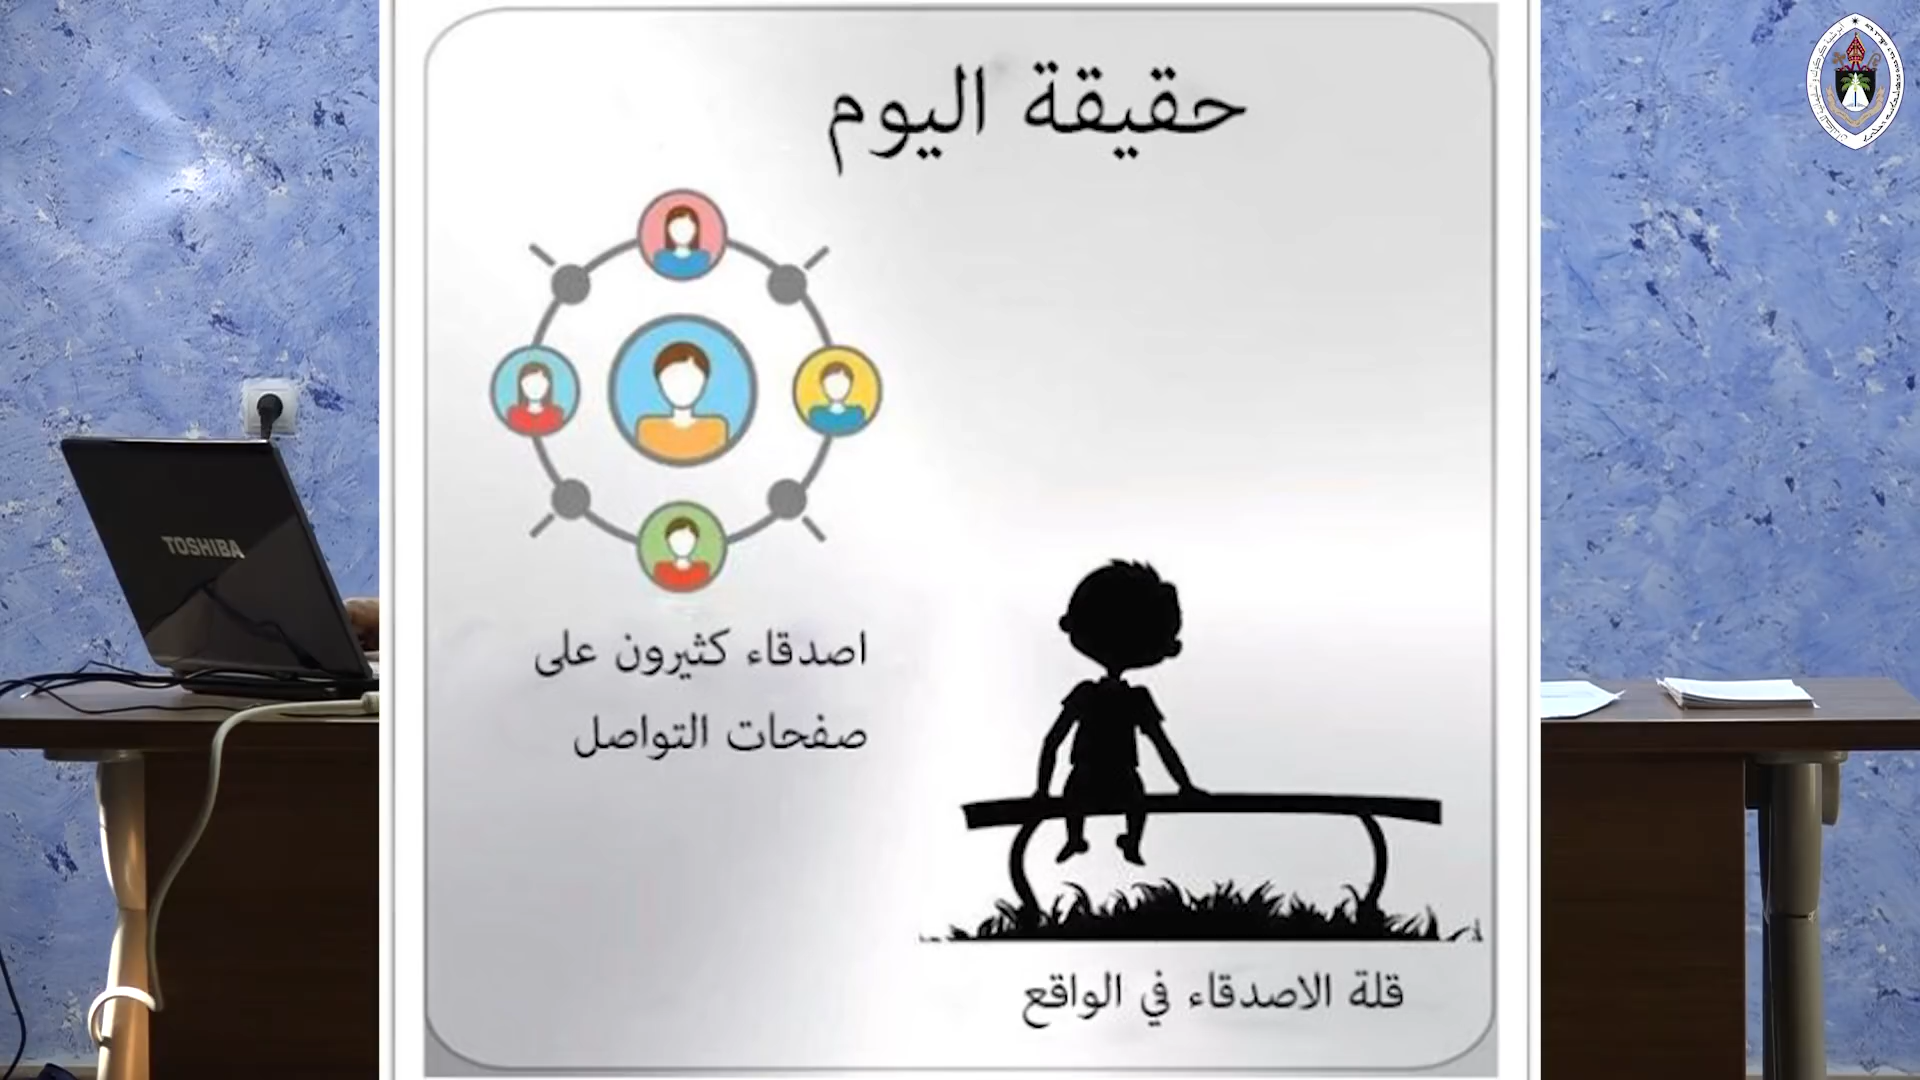 حقيقة اليوم
اصدقاء كثيرون على
صفحات التواصل
قلة الاصدقاء في الواقع
TOSHIBA